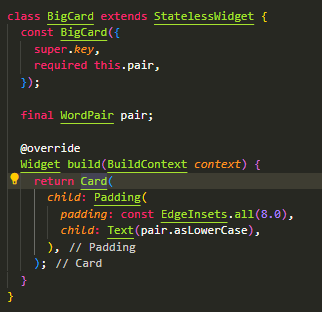 class BigCard extends StatelessWidget {
  const BigCard({
    super.key,
    required this.pair,
  });

  final WordPair pair;

  @override
  Widget build(BuildContext context) {
    return Card(
      child: Padding(
        padding: const EdgeInsets.all(8.0),
        child: Text(pair.asLowerCase),
      ), // Padding
    ); // Card
  }
}